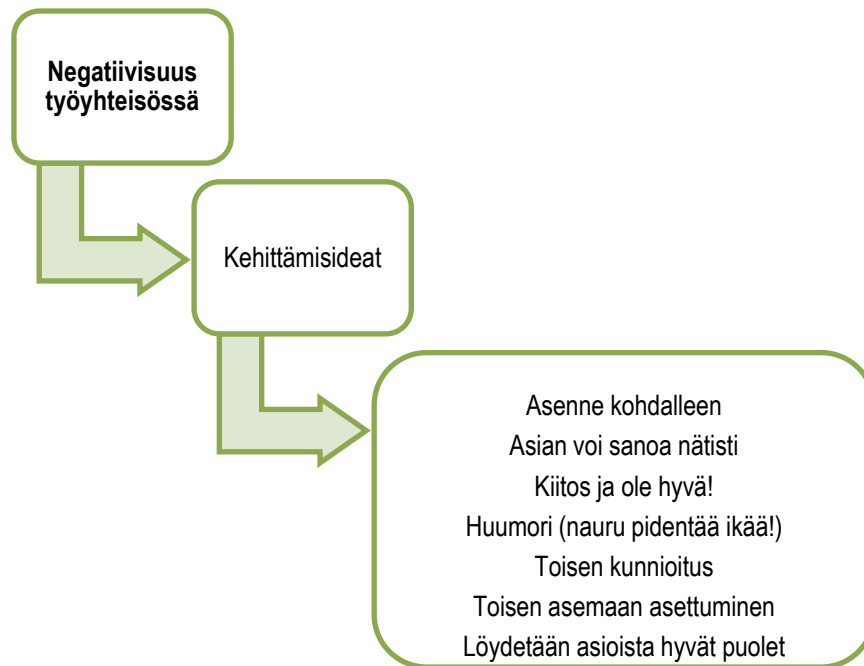 Negatiivisuus
työyhteisössä
Kehittämisideat
Asenne kohdalleen
Asian voi sanoa nätisti
Kiitos ja ole hyvä!
Huumori (nauru pidentää ikää!)
Toisen kunnioitus
Toisen asemaan asettuminen
Löydetään asioista hyvät puolet